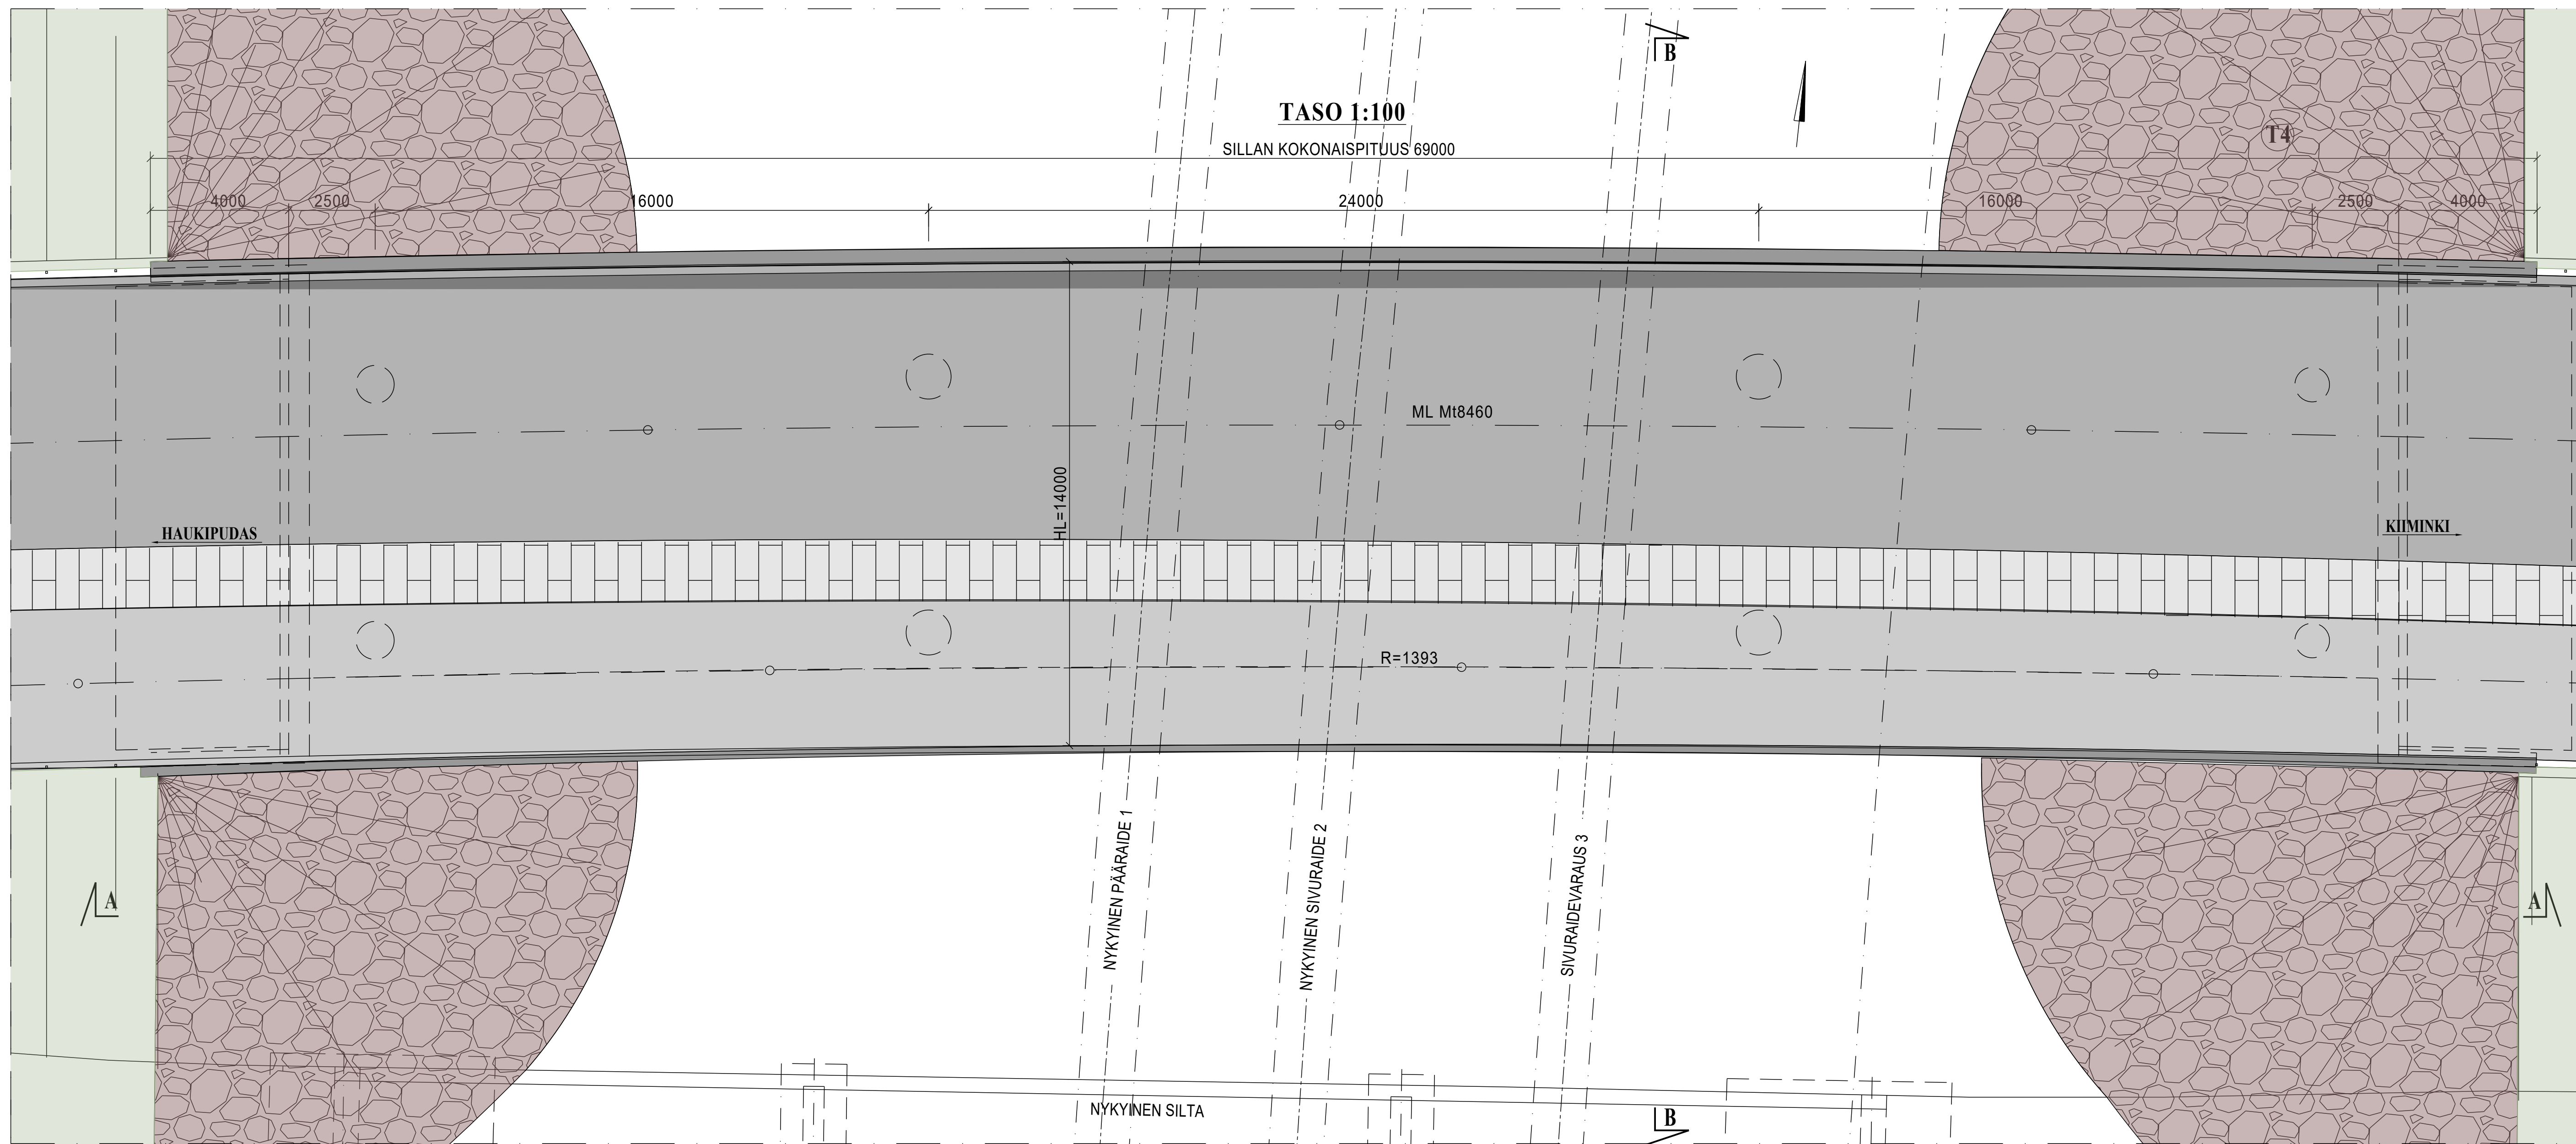 B
TASO 1:100
T4
SILLAN KOKONAISPITUUS 69000
4000 2500 16000 24000 16000 2500 4000
ML Mt8460
HL=14000
HAUKIPUDAS
KIIMINKI
R=1393
NYKYINEN PÄÄRAIDE 1
NYKYINEN SIVURAIDE 2
SIVURAIDEVARAUS 3
A
A
NYKYINEN SILTA
B